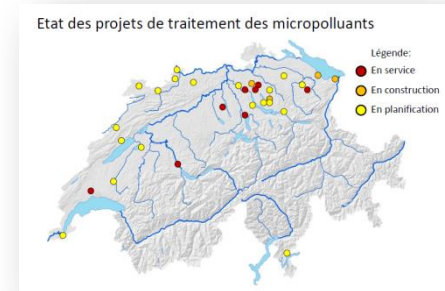 Etat des projets de traitement des micropolluants
Légende:
En service
En construction
En planification